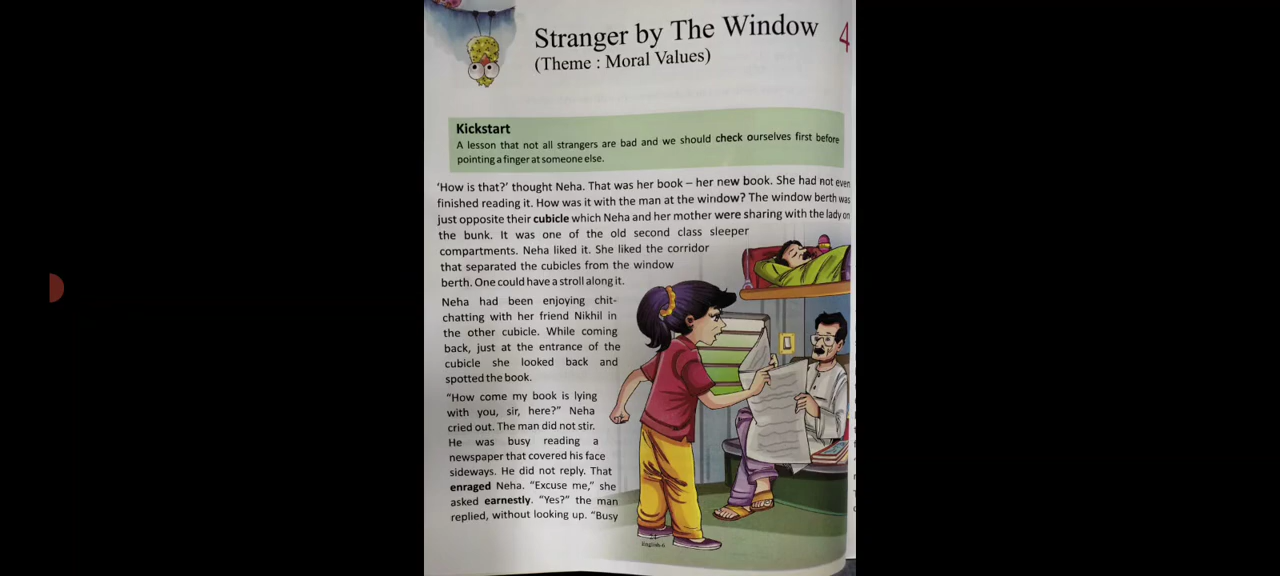 Stranger by The Window
4
(Theme : Moral Values)
Kickstart
A lesson that not all strangers are bad and we should check ourselves first before
pointing a finger at someone else.
'How is that?' thought Neha. That was her book – her new book. She had not even
finished reading it. How was it with the man at the window? The window berth was
just opposite their cubicle which Neha and her mother were sharing with the lady on
the bunk. It was one of the old second class sleeper
compartments. Neha liked it. She liked the corridor
that separated the cubicles from the window
berth. One could have a stroll along it.
Neha had been enjoying chit-
chatting with her friend Nikhil in
the other cubicle. While coming
back, just at the entrance of the
cubicle she looked back and
spotted the book.
"How come my book is lying
with you, sir, here?" Neha
cried out. The man did not stir.
He was busy reading a
newspaper that covered his face
sideways. He did not reply. That
enraged Neha. "Excuse me," she
asked earnestly. "Yes?" the man
replied, without looking up. "Busy
English-6